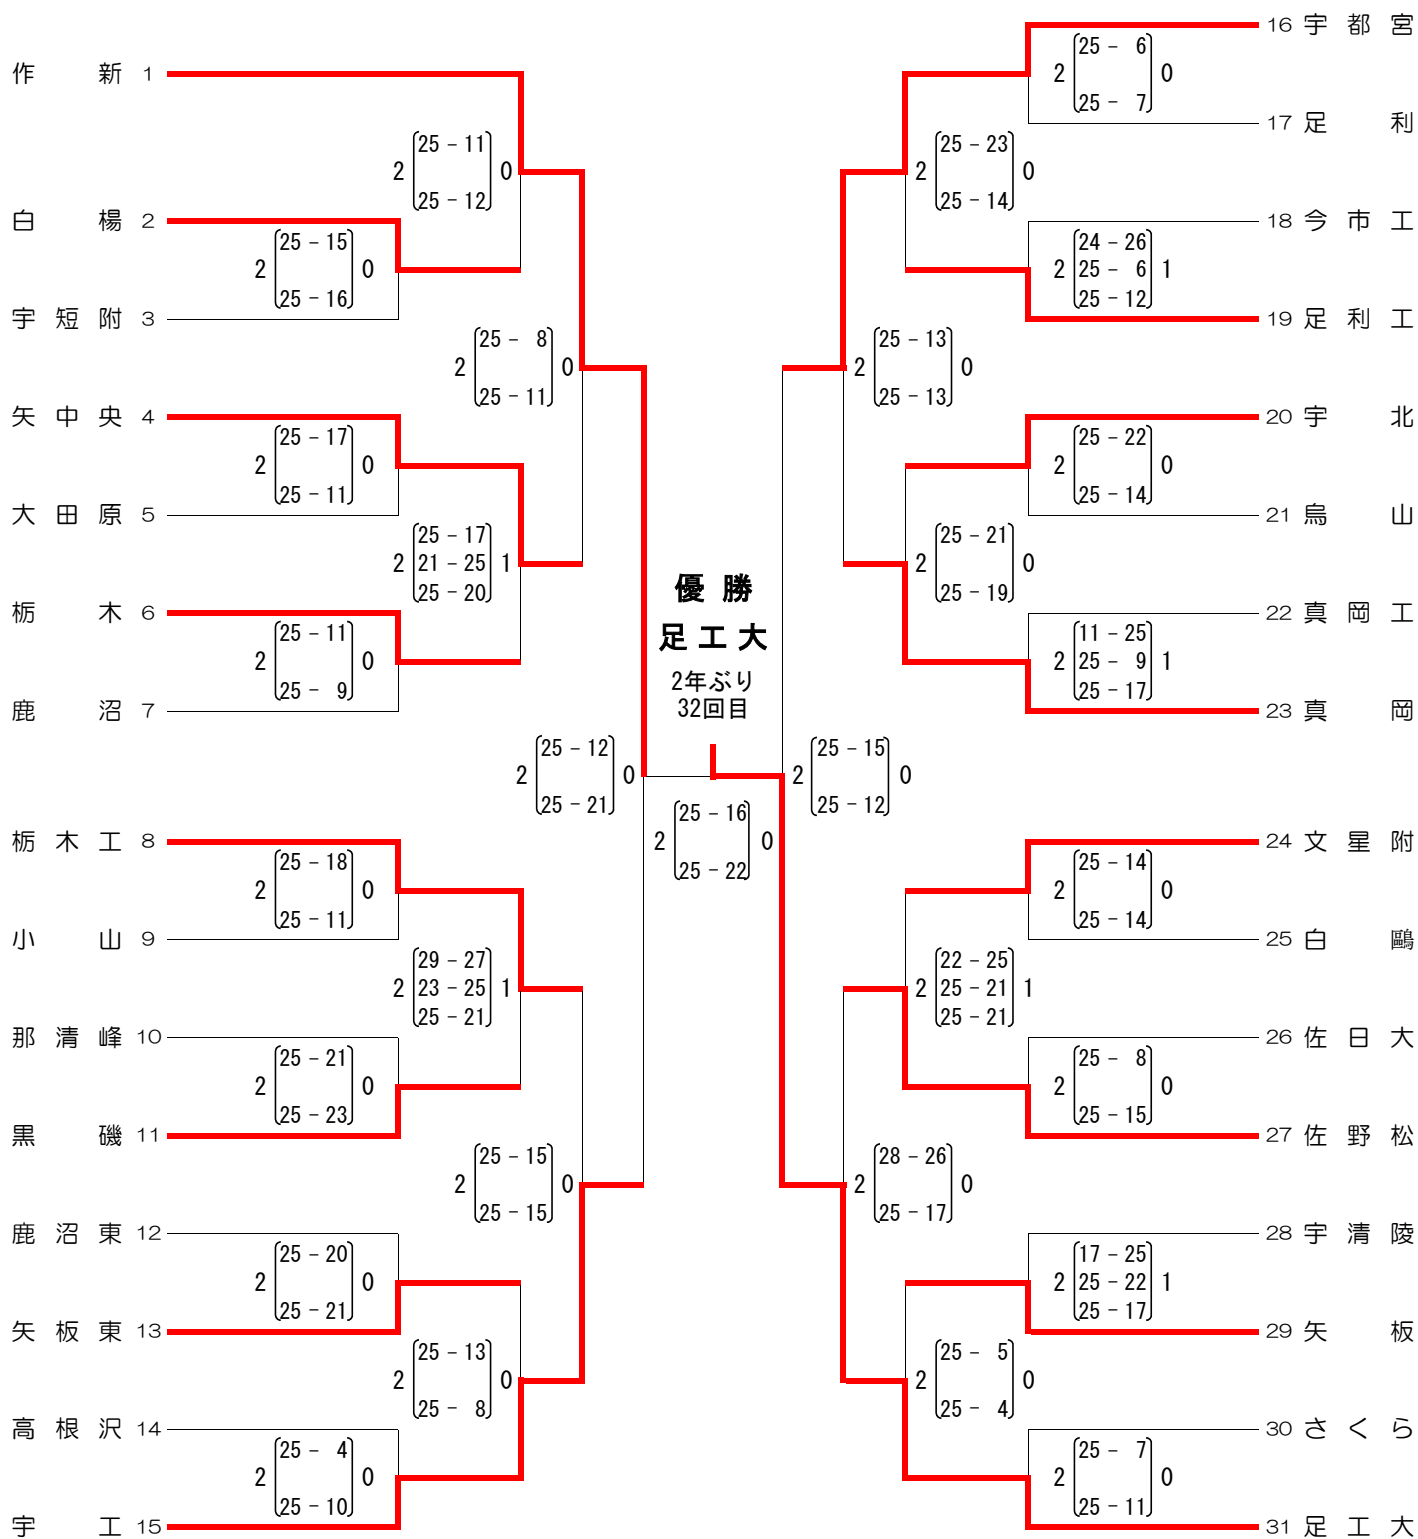 作新 1
2 25-11 0
25-12
白楊 2
2 25-15 0
25-16
宇短附 3
2 25- 8 0
25-11
矢中央 4
2 25-17 0
25-11
大田原 5
2 25-17 1
21-25
25-20
栃木 6
2 25-11 0
25- 9
鹿沼 7
2 25-12 0
25-21
栃木工 8
2 25-18 0
25-11
小山 9
2 29-27 1
23-25
25-21
那清峰 10
2 25-21 0
25-23
黒磯 11
2 25-15 0
25-15
鹿沼東 12
2 25-20 0
25-21
矢板東 13
2 25-13 0
25- 8
高根沢 14
2 25- 4 0
25-10
宇工 15
優勝
足工大
2年ぶり
32回目
2 25-16 0
25-22
16 宇都宮
2 25- 6 0
25- 7
17 足利
2 25-23 0
25-14
18 今市工
2 24-26 1
25- 6
25-12
19 足利工
2 25-13 0
25-13
20 宇北
2 25-22 0
25-14
21 烏山
2 25-21 0
25-19
22 真岡工
2 11-25 1
25- 9
25-17
23 真岡
2 25-15 0
25-12
24 文星附
2 25-14 0
25-14
25 白鷗
2 22-25 1
25-21
25-21
26 佐日大
2 25- 8 0
25-15
27 佐野松
2 28-26 0
25-17
28 宇清陵
2 17-25 1
25-22
25-17
29 矢板
2 25- 5 0
25- 4
30 さくら
2 25- 7 0
25-11
31 足工大